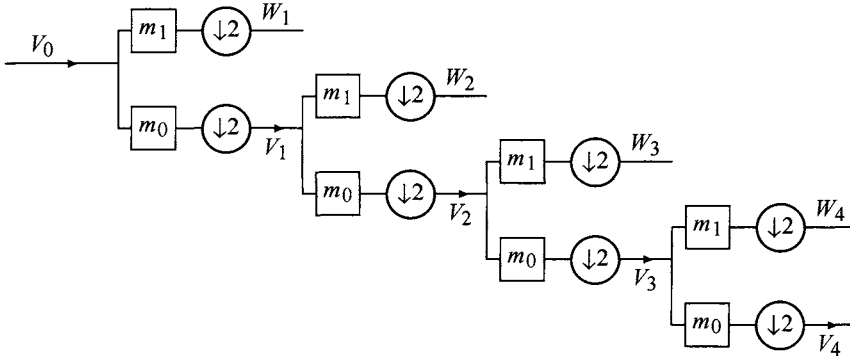 m₁ ↓2 W₁
V₀
m₁ ↓2 W₂
m₀ ↓2 V₁
m₁ ↓2 W₃
m₀ ↓2 V₂
m₁ ↓2 W₄
m₀ ↓2 V₃
m₀ ↓2 V₄